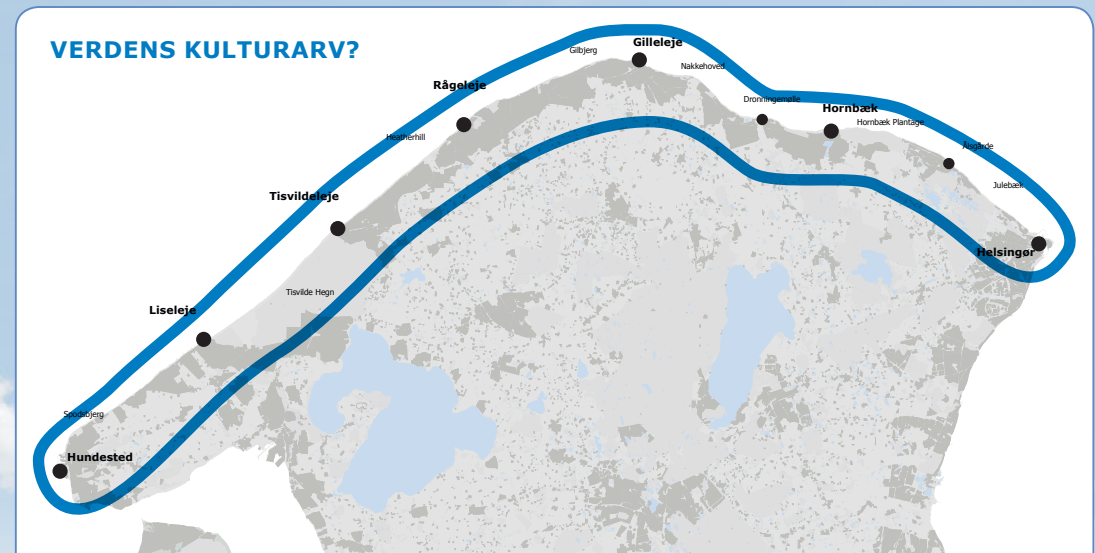 VERDENS KULTURARV?
Gilleleje
Gilbjerg
Nakkehoved
Rågeleje
Dronningemølle
Hornbæk
Hornbæk Plantage
Heatherhill
Ålsgårde
Julebæk
Tisvildeleje
Helsingør
Tisvilde Hegn
Liseleje
Spodsbjerg
Hundested